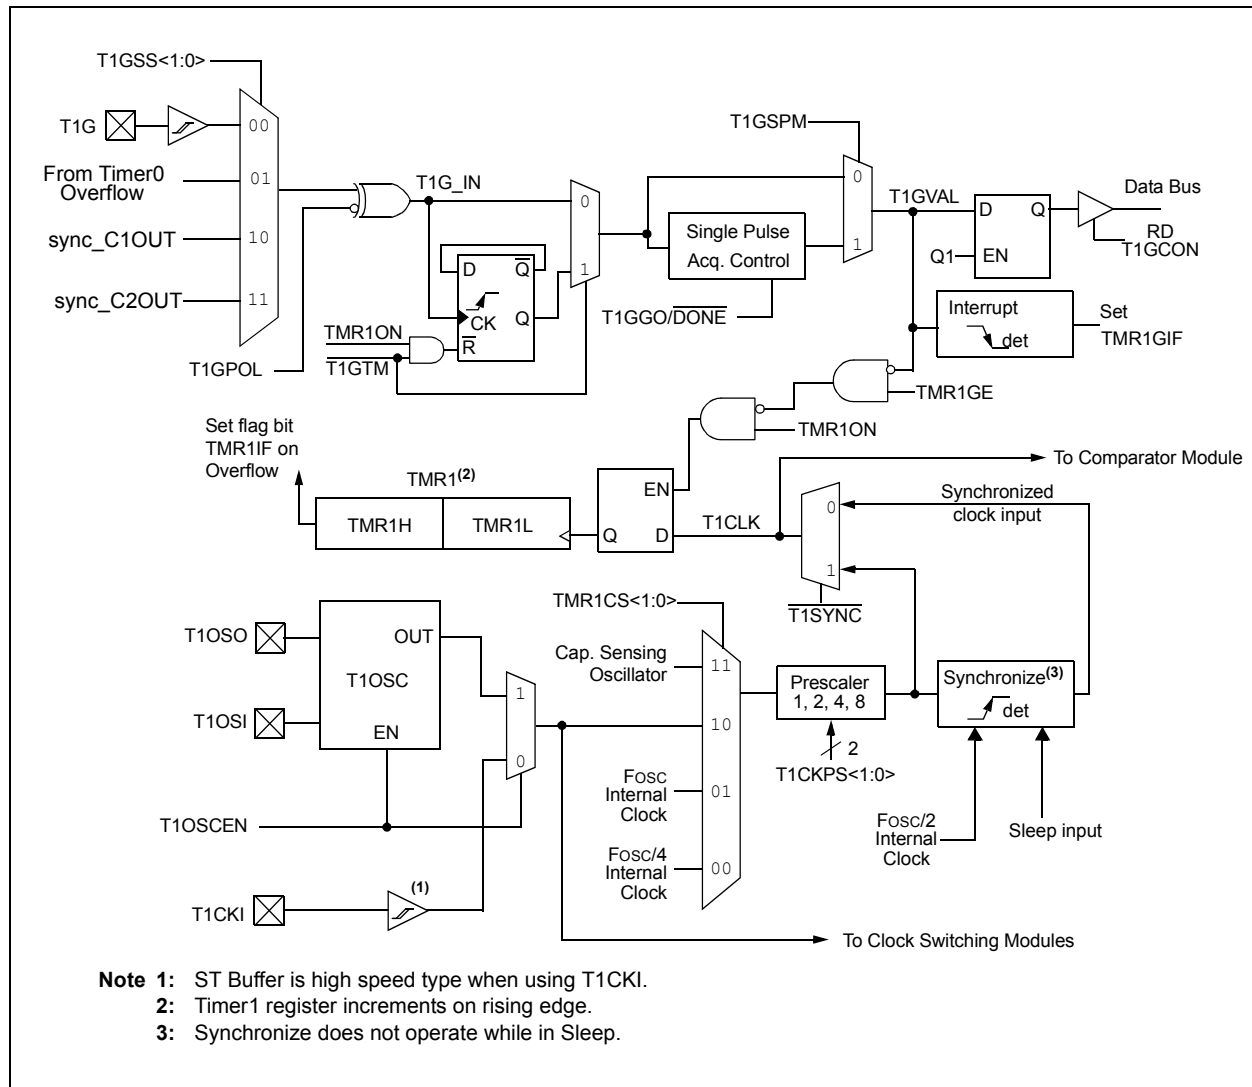 T1GSS<1:0>
T1G
00
From Timer0
Overflow
01
sync_C1OUT
10
sync_C2OUT
11
T1GPOL
T1G_IN
0
1
D
Q
CK
Q
R
TMR1ON
T1GTM
T1GSPM
0
1
Single Pulse
Acq. Control
T1GGO/DONE
T1GVAL
D
Q
Q1
EN
Data Bus
RD
T1GCON
Interrupt
det
Set
TMR1GIF
TMR1GE
TMR1ON
Set flag bit
TMR1IF on
Overflow
TMR1(2)
TMR1H
TMR1L
EN
Q
D
T1CLK
To Comparator Module
0
1
Synchronized
clock input
T1SYNC
T1OSO
T1OSI
OUT
T1OSC
EN
1
0
T1OSCEN
T1CKI
(1)
TMR1CS<1:0>
Cap. Sensing
Oscillator
11
10
FOSC
Internal
Clock
01
FOSC/4
Internal
Clock
00
Prescaler
1, 2, 4, 8
2
T1CKPS<1:0>
Synchronize(3)
det
FOSC/2
Internal
Clock
Sleep input
To Clock Switching Modules
Note 1: ST Buffer is high speed type when using T1CKI.
2: Timer1 register increments on rising edge.
3: Synchronize does not operate while in Sleep.